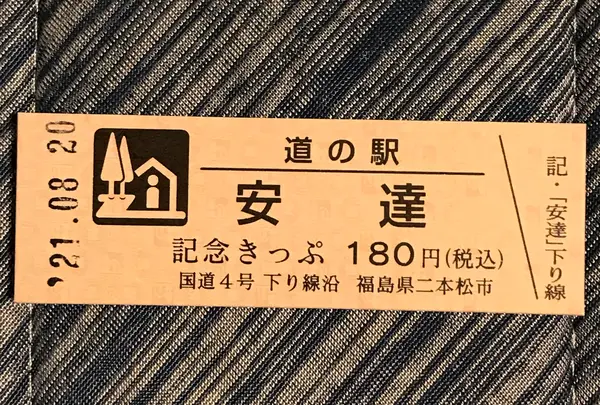 '21.08 20
道の駅
安達
記念きっぷ 180円(税込)
国道4号 下り線沿 福島県二本松市
記・「安達」下り線